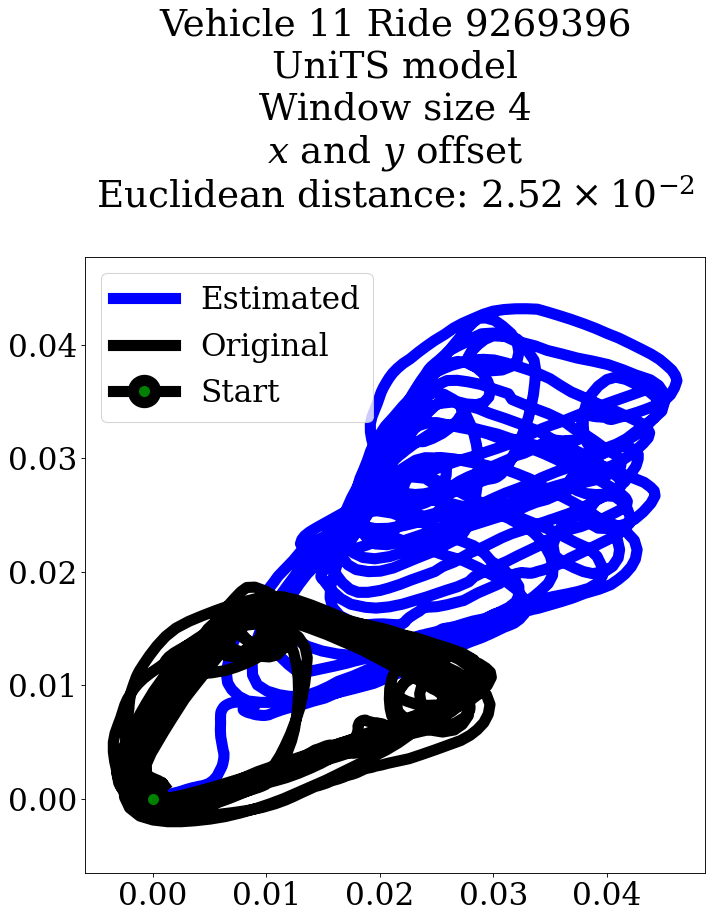 Vehicle 11 Ride 9269396
UniTS model
Window size 4
x and y offset
Euclidean distance: 2.52 × 10⁻²
Estimated
Original
Start
0.04
0.03
0.02
0.01
0.00
0.00 0.01 0.02 0.03 0.04